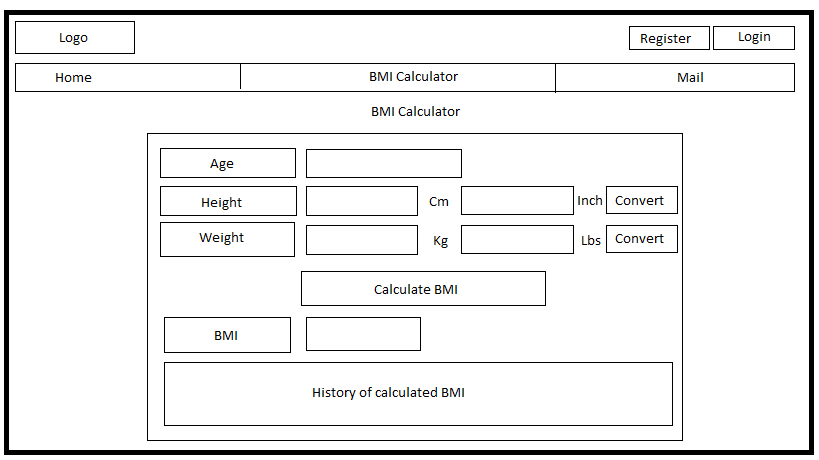 Logo
Register Login
Home BMI Calculator Mail
BMI Calculator
Age
Height Cm Inch Convert
Weight Kg Lbs Convert
Calculate BMI
BMI
History of calculated BMI